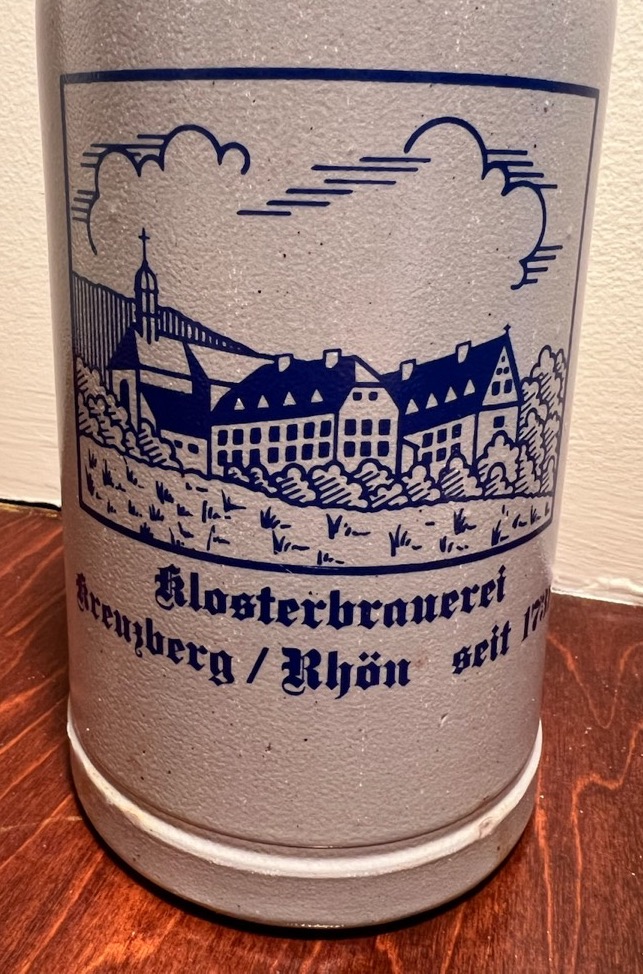 Klosterbrauerei
Kreuzberg / Rhön seit